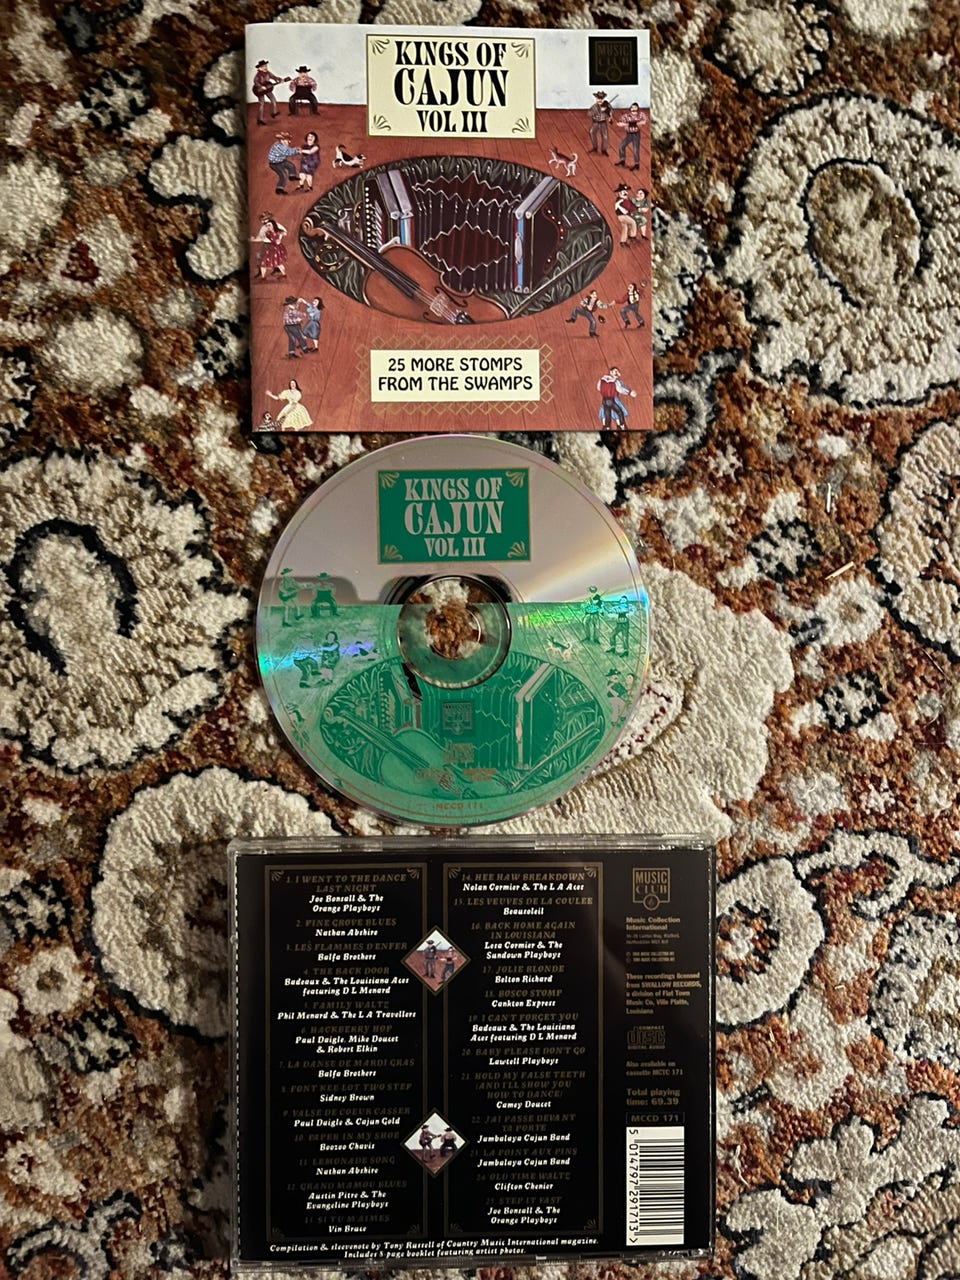 KINGS OF
CAJUN
VOL III
MUSIC
CLUB
25 MORE STOMPS
FROM THE SWAMPS
KINGS OF
CAJUN
VOL III
MCCD 171
1. I WENT TO THE DANCE
LAST NIGHT
Joe Bonsall & The
Orange Playboys
2. PINE GROVE BLUES
Nathan Abshire
3. LES FLAMMES D'ENFER
Balfa Brothers
4. THE BACK DOOR
Badeaux & The Louisiana Aces
featuring D L Menard
5. FAMILY WALTZ
Phil Menard & The L A Travellers
6. HACKBERRY HOP
Paul Daigle, Mike Doucet
& Robert Elkin
7. LA DANSE DE MARDI GRAS
Balfa Brothers
8. FONT NEE LOT TWO STEP
Sidney Brown
9. VALSE DE COEUR CASSER
Paul Daigle & Cajun Gold
10. PAPER IN MY SHOE
Boozoo Chavis
11. LEMONADE SONG
Nathan Abshire
12. GRAND MAMOU BLUES
Austin Pitre & The
Evangeline Playboys
13. SI TU M'AIMES
Vin Bruce
14. HEE HAW BREAKDOWN
Nolan Cormier & The L A Aces
15. LES VEUVES DE LA COULEE
Beausoleil
16. BACK HOME AGAIN
IN LOUISIANA
Lesa Cormier & The
Sundown Playboys
17. JOLIE BLONDE
Belton Richard
18. BOSCO STOMP
Cankton Express
19. I CAN'T FORGET YOU
Badeaux & The Louisiana
Aces featuring D L Menard
20. BABY PLEASE DON'T GO
Lawtell Playboys
21. HOLD MY FALSE TEETH
(AND I'LL SHOW YOU
HOW TO DANCE)
Camey Doucet
22. J'AI PASSE DEVANT
TA PORTE
Jambalaya Cajun Band
23. LA POINT AUX PINS
Jambalaya Cajun Band
24. OLD TIME WALTZ
Clifton Chenier
25. STEP IT FAST
Joe Bonsall & The
Orange Playboys
Compilation & sleevenote by Tony Russell of Country Music International magazine.
Includes 8 page booklet featuring artist photos.
MUSIC
CLUB
Music Collection
International
These recordings licensed
from SWALLOW RECORDS,
a division of Flat Town
Music Co, Ville Platte,
Louisiana
COMPACT
disc
DIGITAL AUDIO
Also available on
cassette MCTC 171
Total playing
time: 69.39
MCCD 171
5 014797 291713 >